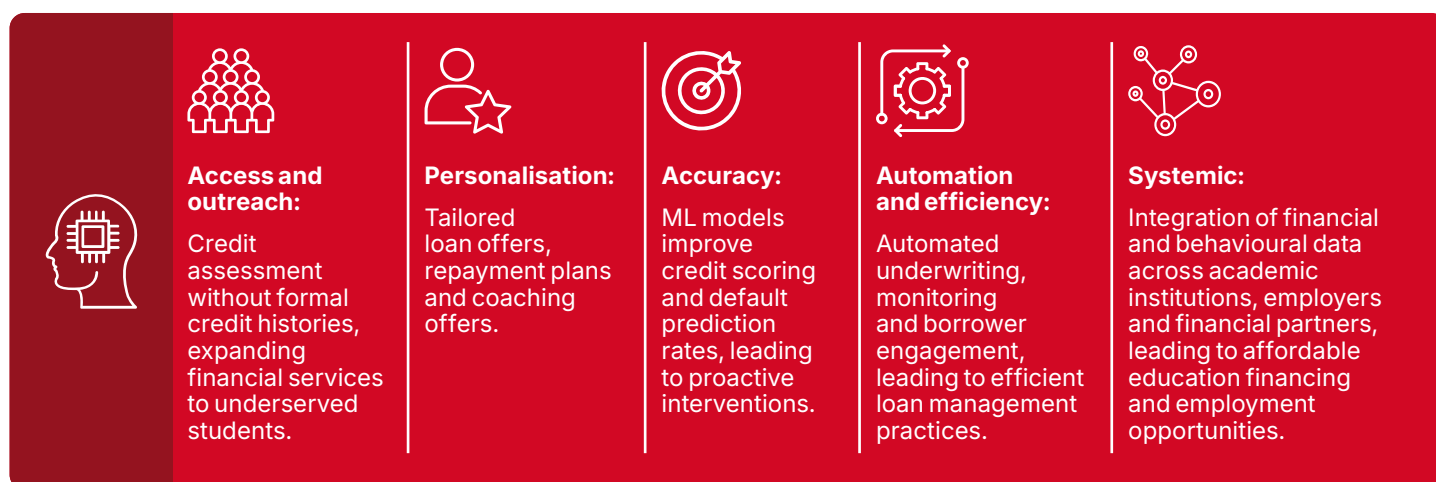 Access and
outreach:
Credit
assessment
without formal
credit histories,
expanding
financial services
to underserved
students.
Personalisation:
Tailored
loan offers,
repayment plans
and coaching
offers.
Accuracy:
ML models
improve
credit scoring
and default
prediction
rates, leading
to proactive
interventions.
Automation
and efficiency:
Automated
underwriting,
monitoring
and borrower
engagement,
leading to efficient
loan management
practices.
Systemic:
Integration of financial
and behavioural data
across academic
institutions, employers
and financial partners,
leading to affordable
education financing
and employment
opportunities.